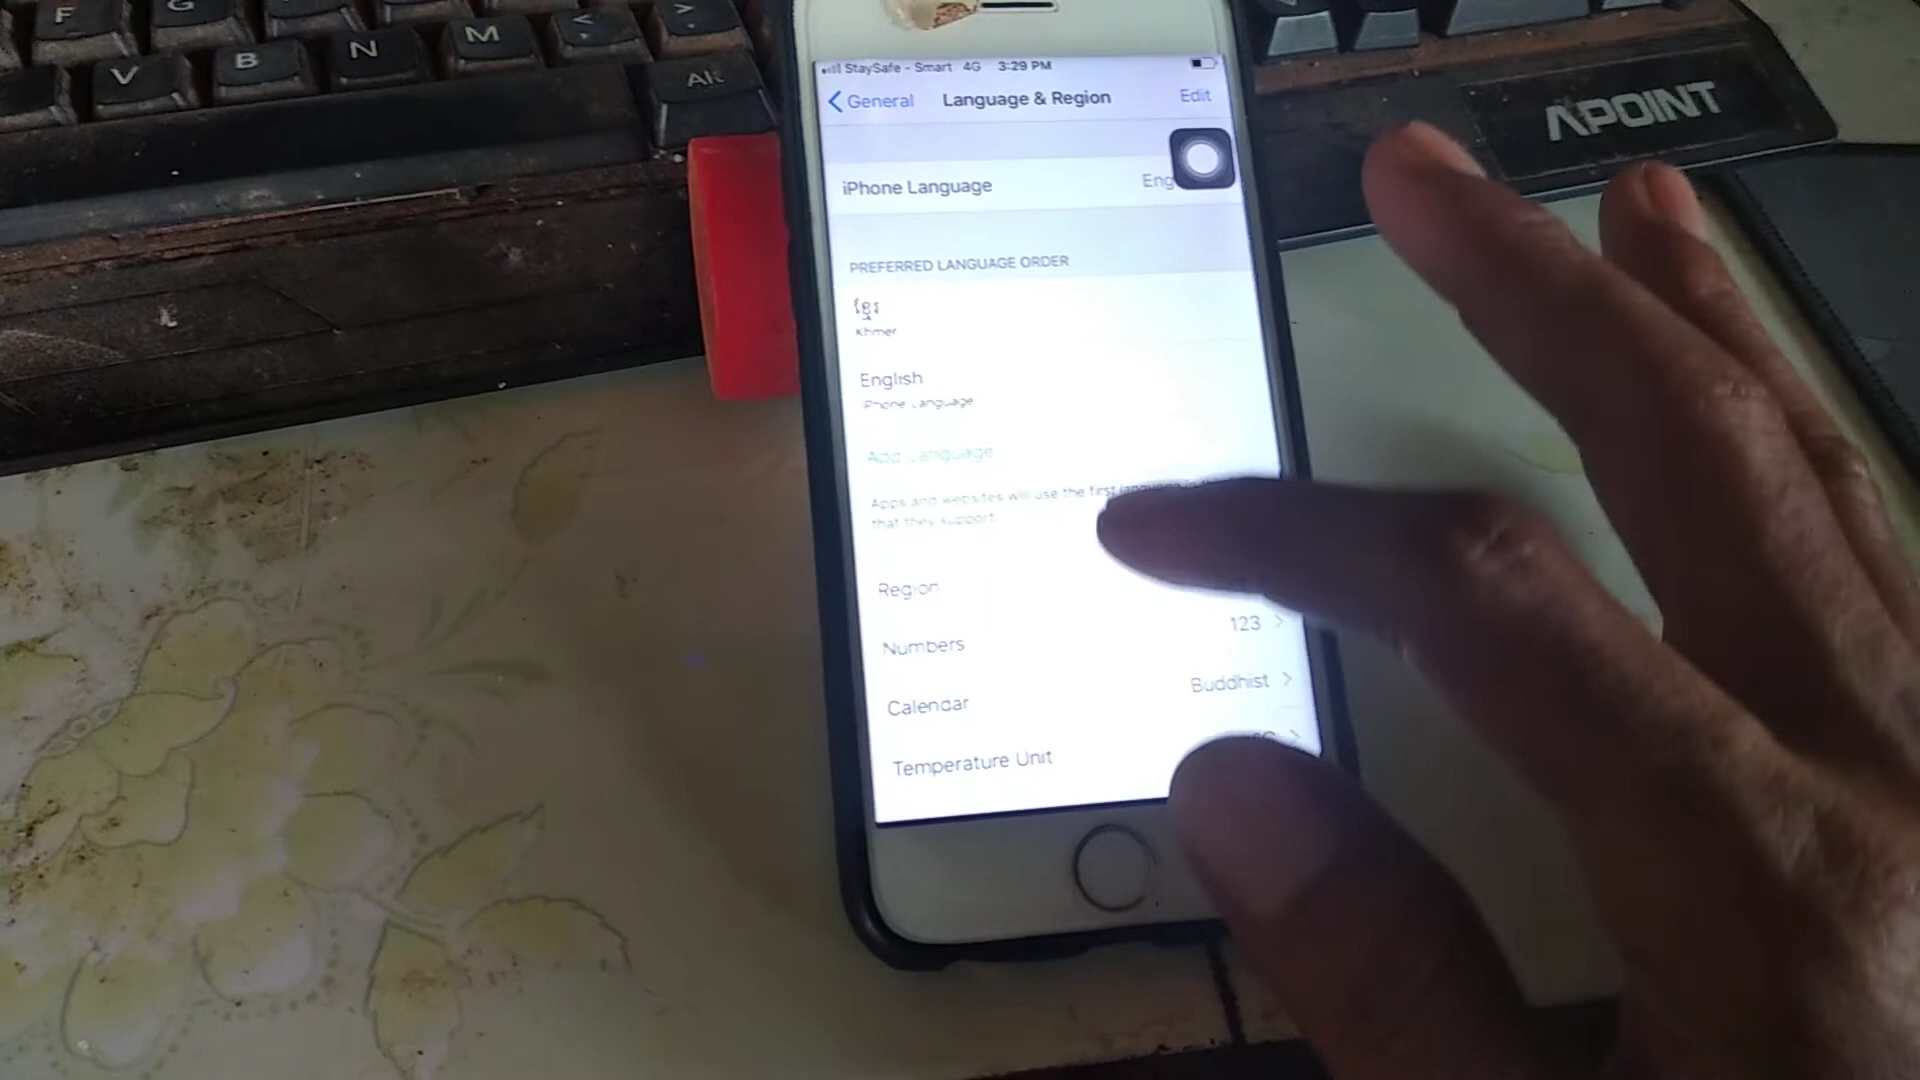 F G
V B N M < >
Alt
APOINT
StaySafe - Smart 4G 3:29 PM
General Language & Region Edit
iPhone Language Eng
PREFERRED LANGUAGE ORDER
ខ្មែរ
Khmer
English
iPhone Language
Add Language
Apps and websites will use the first language in
that they support
Region
Numbers 123
Calendar Buddhist
Temperature Unit